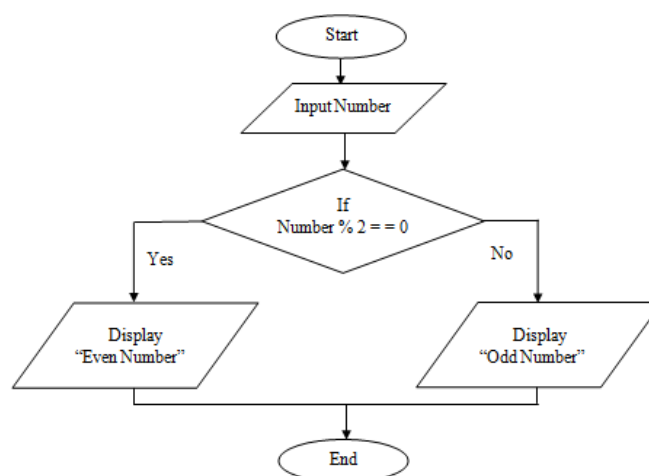 Start
Input Number
If
Number % 2 = = 0
Yes
No
Display
“Even Number”
Display
“Odd Number”
End